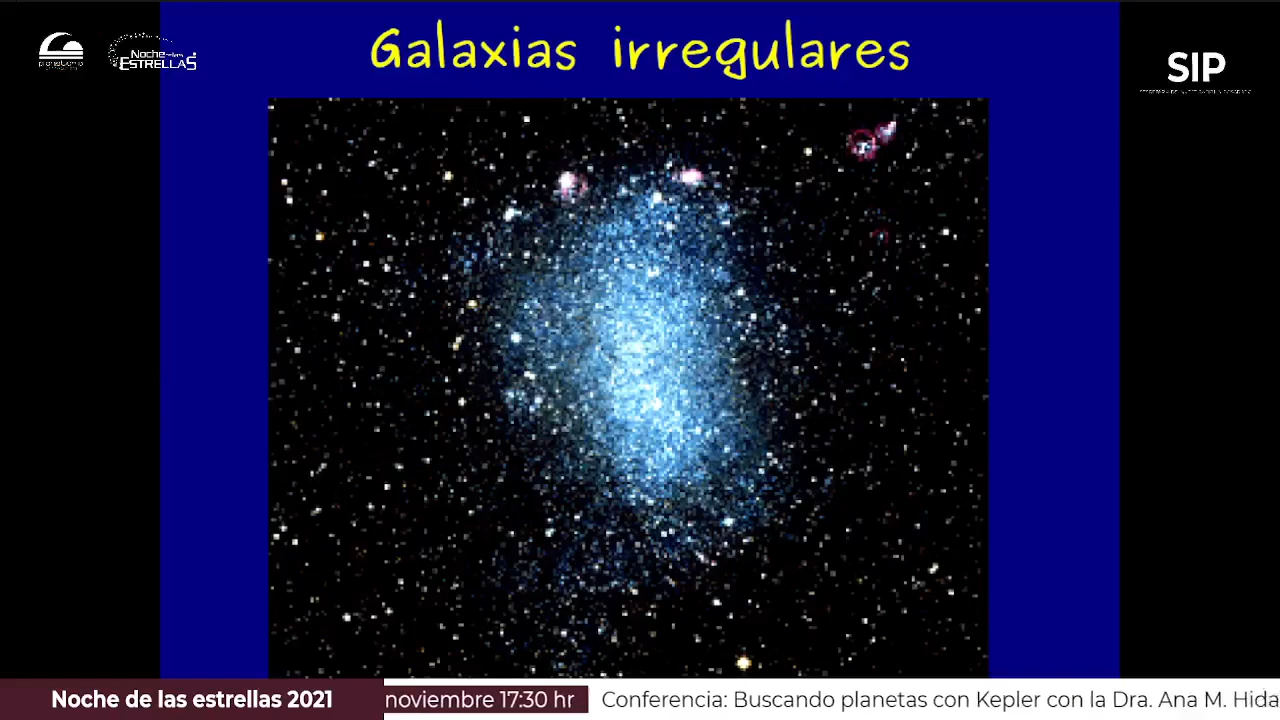 Galaxias irregulares
Noche de las
ESTRELLAS
SIP
Noche de las estrellas 2021
noviembre 17:30 hr
Conferencia: Buscando planetas con Kepler con la Dra. Ana M. Hida